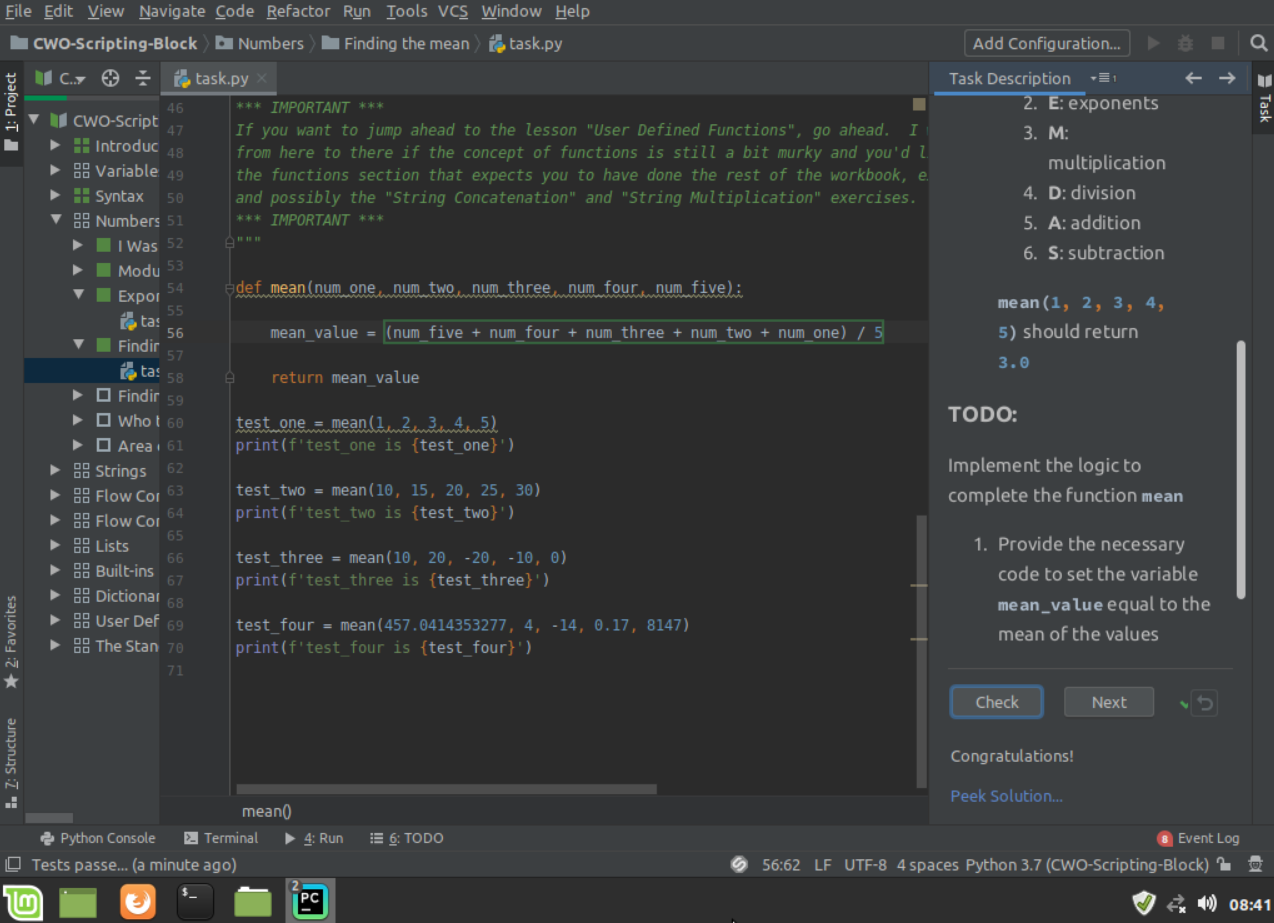 File Edit View Navigate Code Refactor Run Tools VCS Window Help
CWO-Scripting-Block Numbers Finding the mean task.py Add Configuration...
1: Project
C..
task.py
Task Description
Task
CWO-Script
Introduc
Variable
Syntax
Numbers
I Was
Modu
Expor
tas
Findin
tas
Findin
Who t
Area
Strings
Flow Cor
Flow Cor
Lists
Built-ins
Dictionar
User Def
The Stan
2: Favorites
7: Structure
46 *** IMPORTANT ***
47 If you want to jump ahead to the lesson "User Defined Functions", go ahead. I
48 from here to there if the concept of functions is still a bit murky and you'd l
49 the functions section that expects you to have done the rest of the workbook, e
50 and possibly the "String Concatenation" and "String Multiplication" exercises.
51 *** IMPORTANT ***
52 """
53
54 def mean(num_one, num_two, num_three, num_four, num_five):
55
56 mean_value = (num_five + num_four + num_three + num_two + num_one) / 5
57
58 return mean_value
59
60 test_one = mean(1, 2, 3, 4, 5)
61 print(f'test_one is {test_one}')
62
63 test_two = mean(10, 15, 20, 25, 30)
64 print(f'test_two is {test_two}')
65
66 test_three = mean(10, 20, -20, -10, 0)
67 print(f'test_three is {test_three}')
68
69 test_four = mean(457.0414353277, 4, -14, 0.17, 8147)
70 print(f'test_four is {test_four}')
71
mean()
2. E: exponents
3. M:
multiplication
4. D: division
5. A: addition
6. S: subtraction
mean(1, 2, 3, 4,
5) should return
3.0
TODO:
Implement the logic to
complete the function mean
1. Provide the necessary
code to set the variable
mean_value equal to the
mean of the values
Check Next
Congratulations!
Peek Solution...
Python Console Terminal 4: Run 6: TODO 8 Event Log
Tests passe... (a minute ago) 56:62 LF UTF-8 4 spaces Python 3.7 (CWO-Scripting-Block)
$_ 2 PC 08:41